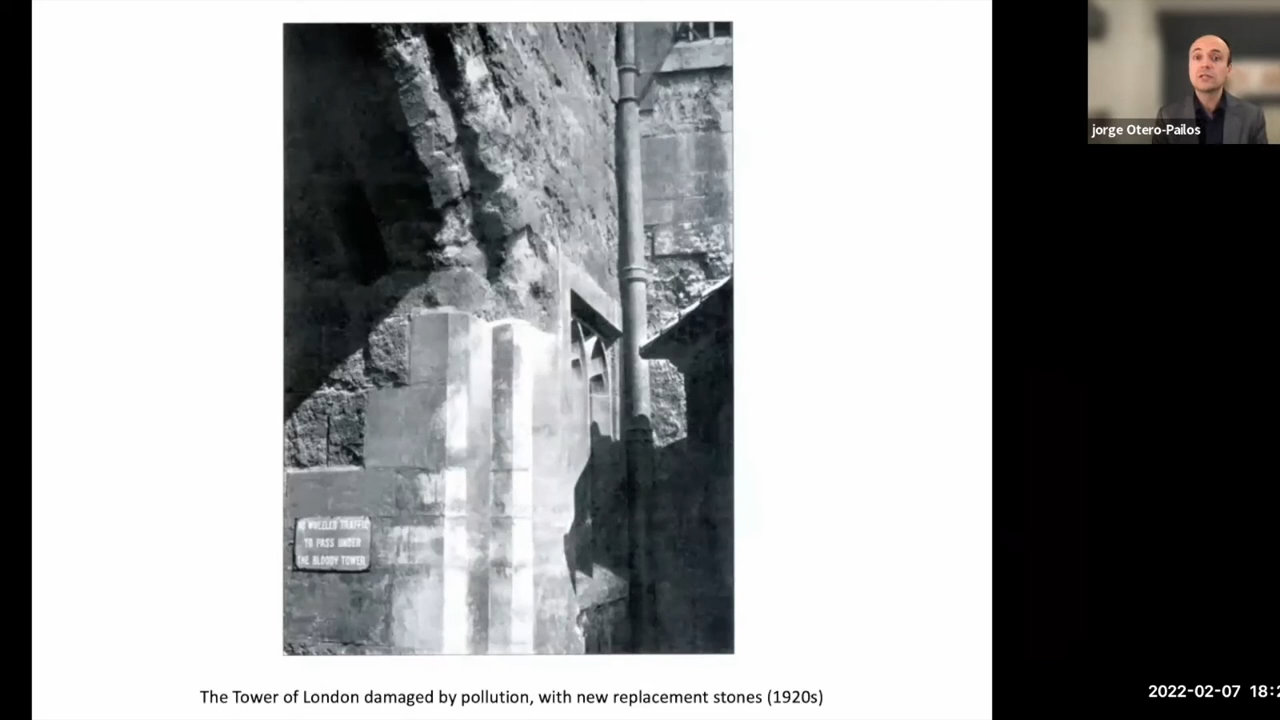 jorge Otero-Pailos
NO WHEELED TRAFFIC
TO PASS UNDER
THE BLOODY TOWER
The Tower of London damaged by pollution, with new replacement stones (1920s)
2022-02-07 18:2